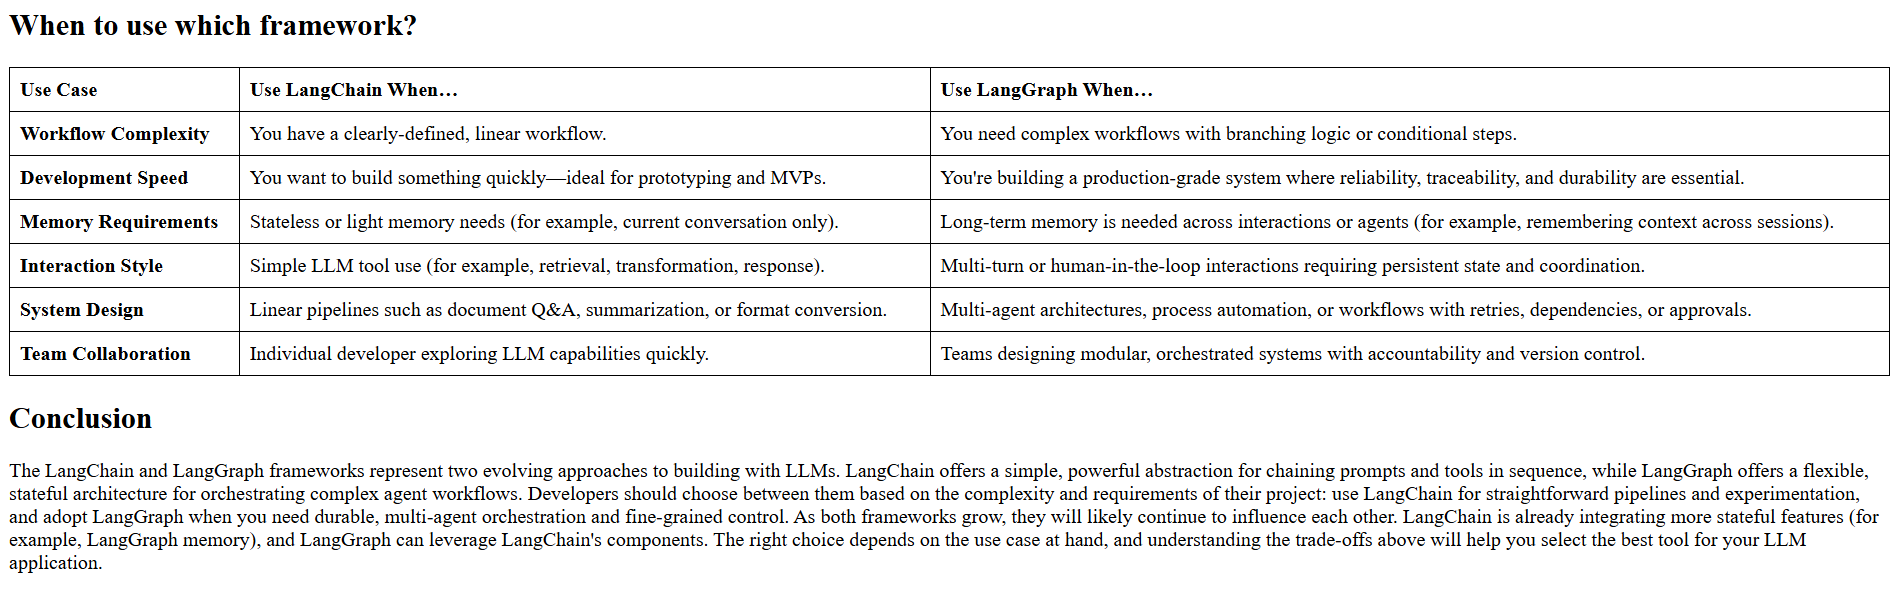 When to use which framework?
Use Case Use LangChain When… Use LangGraph When…
Workflow Complexity You have a clearly-defined, linear workflow. You need complex workflows with branching logic or conditional steps.
Development Speed You want to build something quickly—ideal for prototyping and MVPs. You're building a production-grade system where reliability, traceability, and durability are essential.
Memory Requirements Stateless or light memory needs (for example, current conversation only). Long-term memory is needed across interactions or agents (for example, remembering context across sessions).
Interaction Style Simple LLM tool use (for example, retrieval, transformation, response). Multi-turn or human-in-the-loop interactions requiring persistent state and coordination.
System Design Linear pipelines such as document Q&A, summarization, or format conversion. Multi-agent architectures, process automation, or workflows with retries, dependencies, or approvals.
Team Collaboration Individual developer exploring LLM capabilities quickly. Teams designing modular, orchestrated systems with accountability and version control.
Conclusion
The LangChain and LangGraph frameworks represent two evolving approaches to building with LLMs. LangChain offers a simple, powerful abstraction for chaining prompts and tools in sequence, while LangGraph offers a flexible,
stateful architecture for orchestrating complex agent workflows. Developers should choose between them based on the complexity and requirements of their project: use LangChain for straightforward pipelines and experimentation,
and adopt LangGraph when you need durable, multi-agent orchestration and fine-grained control. As both frameworks grow, they will likely continue to influence each other. LangChain is already integrating more stateful features (for
example, LangGraph memory), and LangGraph can leverage LangChain's components. The right choice depends on the use case at hand, and understanding the trade-offs above will help you select the best tool for your LLM
application.